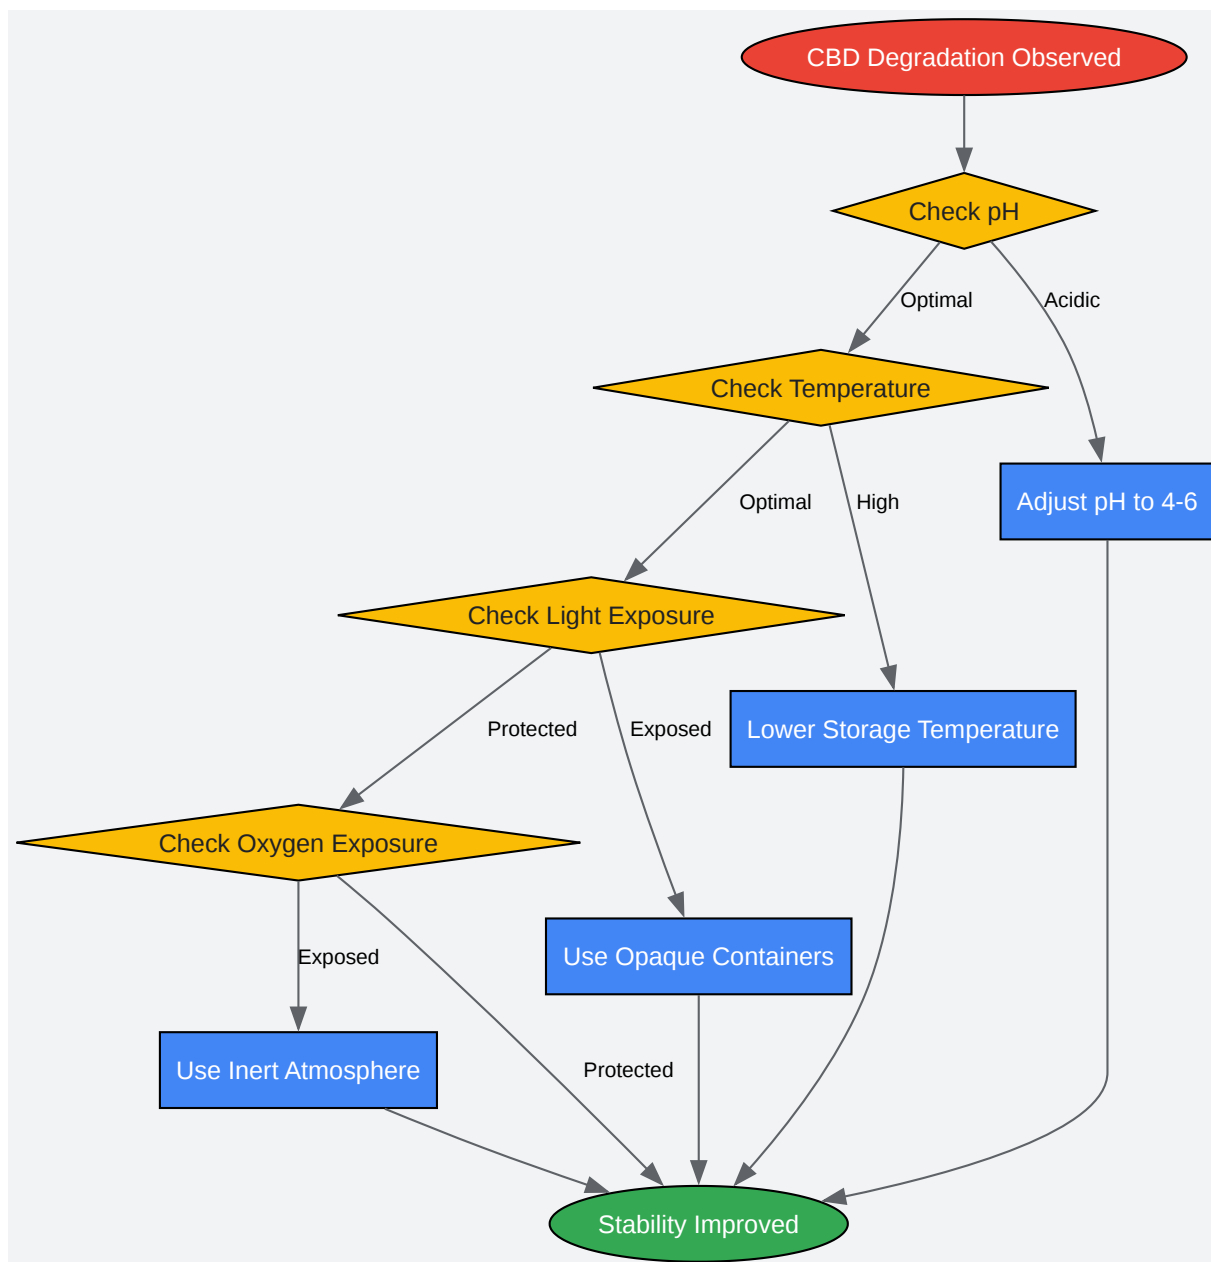 CBD Degradation Observed
Check pH
Optimal
Acidic
Check Temperature
Optimal
High
Adjust pH to 4-6
Check Light Exposure
Protected
Exposed
Lower Storage Temperature
Check Oxygen Exposure
Exposed
Use Opaque Containers
Use Inert Atmosphere
Protected
Stability Improved